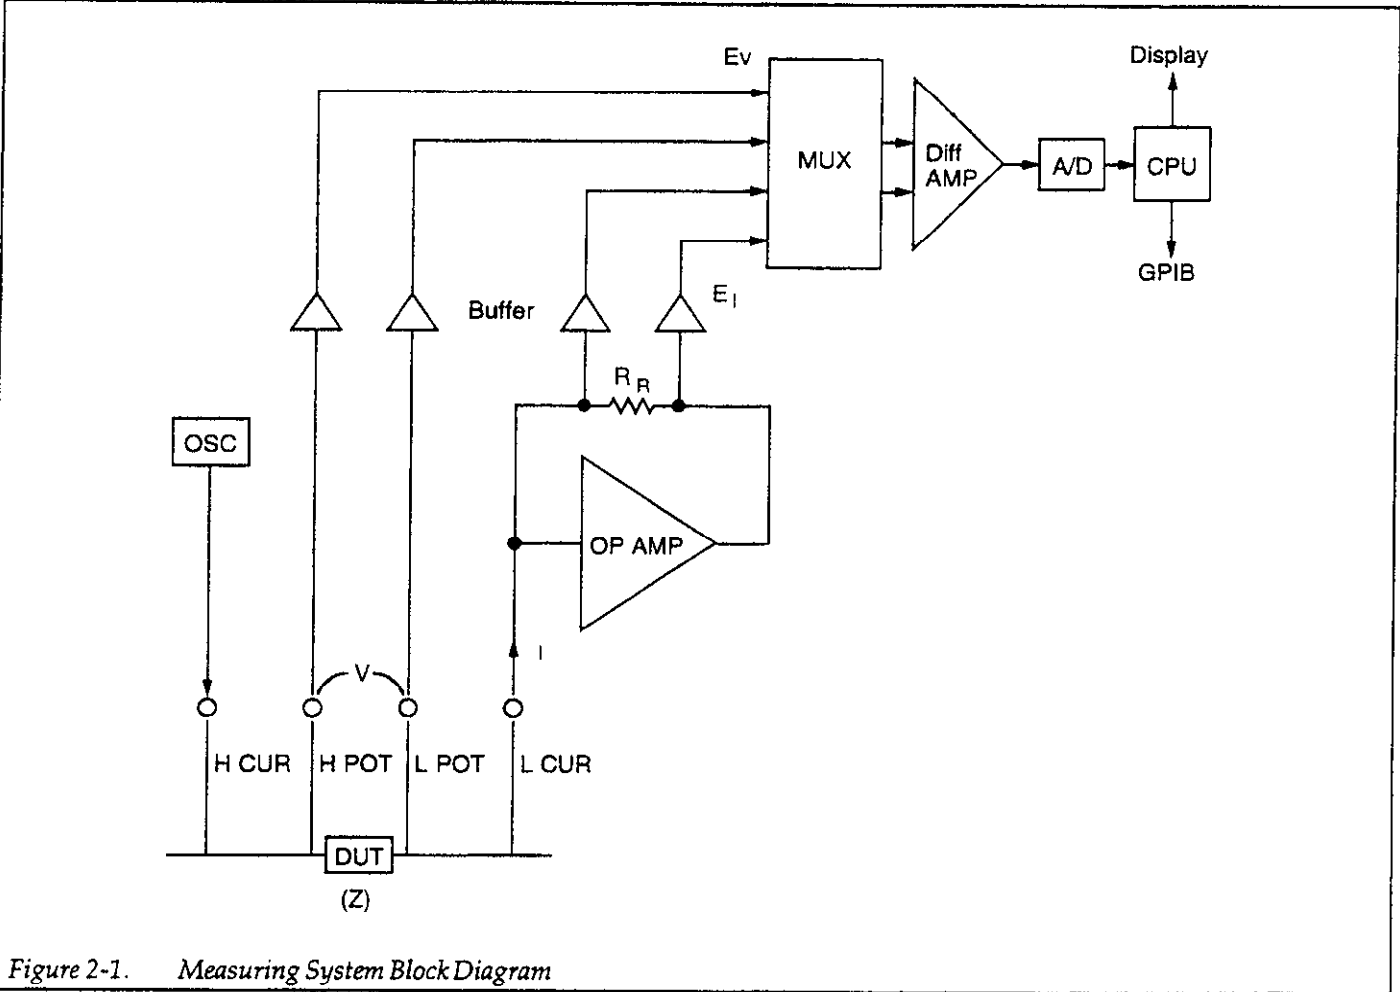 Ev
Display
MUX
Diff
AMP
A/D
CPU
GPIB
Buffer
E I
R R
OSC
OP AMP
I
V
H CUR
H POT
L POT
L CUR
DUT
(Z)
Figure 2-1. Measuring System Block Diagram